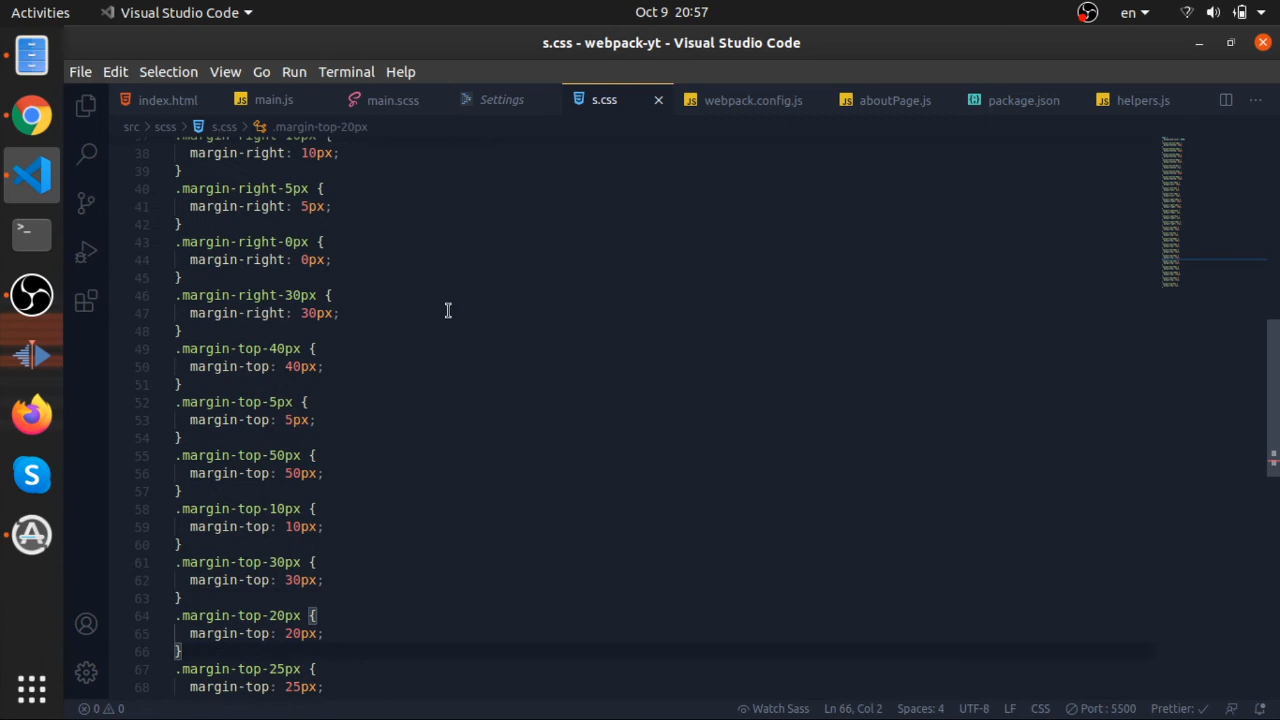 Activities
Visual Studio Code
Oct 9 20:57
en
s.css - webpack-yt - Visual Studio Code
File Edit Selection View Go Run Terminal Help
index.html
JS main.js
main.scss
Settings
s.css
JS webpack.config.js
JS aboutPage.js
package.json
JS helpers.js
src > scss > s.css > .margin-top-20px
37 .margin-right-10px {
38 margin-right: 10px;
39 }
40 .margin-right-5px {
41 margin-right: 5px;
42 }
43 .margin-right-0px {
44 margin-right: 0px;
45 }
46 .margin-right-30px {
47 margin-right: 30px;
48 }
49 .margin-top-40px {
50 margin-top: 40px;
51 }
52 .margin-top-5px {
53 margin-top: 5px;
54 }
55 .margin-top-50px {
56 margin-top: 50px;
57 }
58 .margin-top-10px {
59 margin-top: 10px;
60 }
61 .margin-top-30px {
62 margin-top: 30px;
63 }
64 .margin-top-20px {
65 margin-top: 20px;
66 }
67 .margin-top-25px {
68 margin-top: 25px;
0 0 Watch Sass Ln 66, Col 2 Spaces: 4 UTF-8 LF CSS Port : 5500 Prettier: ✓